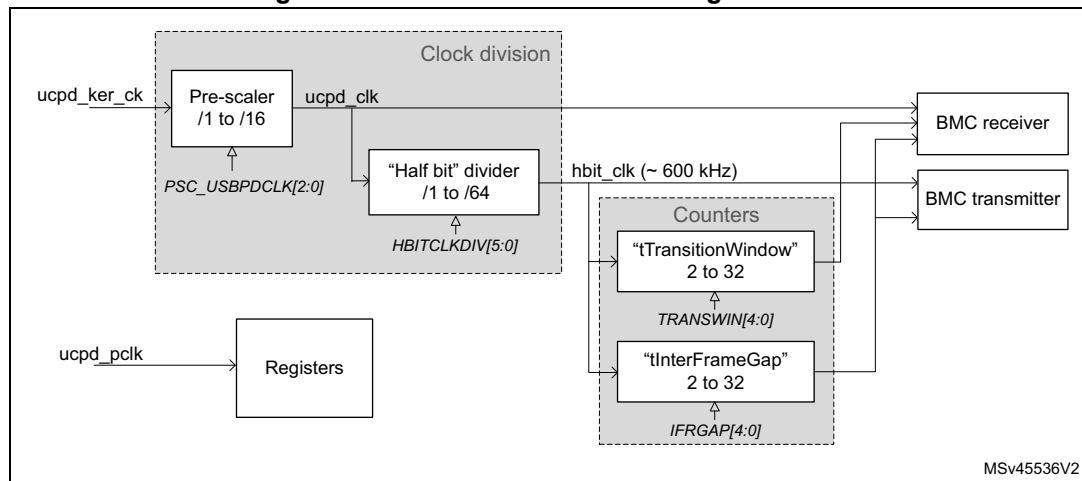 Clock division
ucpd_ker_ck
Pre-scaler
/1 to /16
ucpd_clk
PSC_USBPDCLK[2:0]
“Half bit” divider
/1 to /64
HBITCLKDIV[5:0]
hbit_clk (~ 600 kHz)
BMC receiver
BMC transmitter
Counters
“tTransitionWindow”
2 to 32
TRANSWIN[4:0]
“tInterFrameGap”
2 to 32
IFRGAP[4:0]
ucpd_pclk
Registers
MSv45536V2